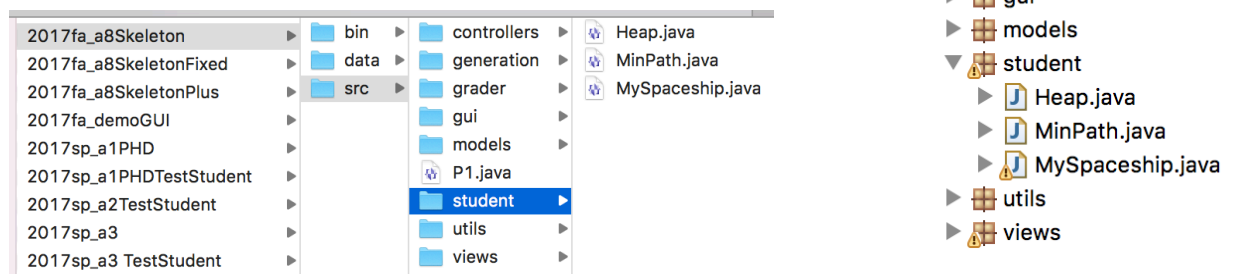 2017fa_a8Skeleton
2017fa_a8SkeletonFixed
2017fa_a8SkeletonPlus
2017fa_demoGUI
2017sp_a1PHD
2017sp_a1PHDTestStudent
2017sp_a2TestStudent
2017sp_a3
2017sp_a3 TestStudent
bin
data
src
controllers
generation
grader
gui
models
P1.java
student
utils
views
Heap.java
MinPath.java
MySpaceship.java
gui
models
student
J Heap.java
J MinPath.java
J MySpaceship.java
utils
views